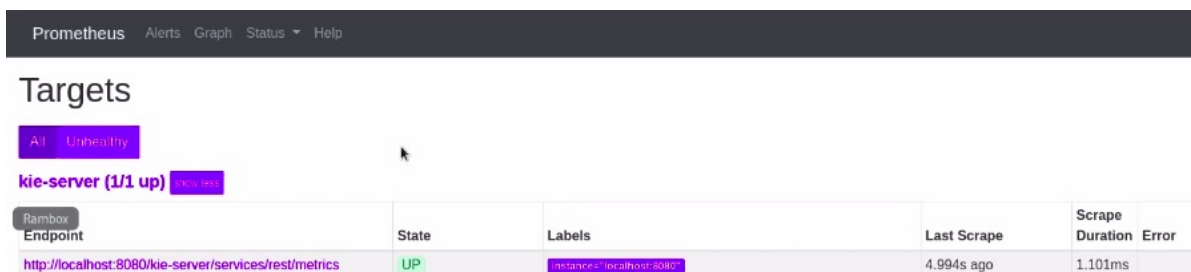 Prometheus Alerts Graph Status Help
Targets
All Unhealthy
kie-server (1/1 up) show less
Rambox
Endpoint State Labels Last Scrape Scrape Duration Error
http://localhost:8080/kie-server/services/rest/metrics UP instance="localhost:8080" 4.994s ago 1.101ms